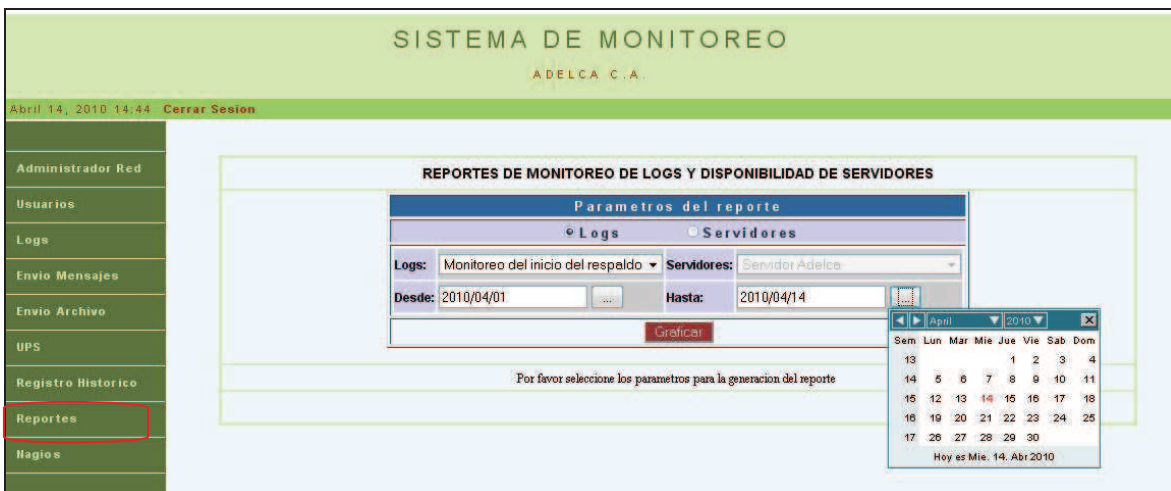 SISTEMA DE MONITOREO
ADELCA C.A.
Abril 14, 2010 14:44 Cerrar Sesion
Administrador Red
Usuarios
Logs
Envio Mensajes
Envio Archivo
UPS
Registro Historico
Reportes
Nagios
REPORTES DE MONITOREO DE LOGS Y DISPONIBILIDAD DE SERVIDORES
Parametros del reporte
Logs Servidores
Logs: Monitoreo del inicio del respaldo Servidores: Servidor Adelca
Desde: 2010/04/01 ... Hasta: 2010/04/14 ...
Graficar
Por favor seleccione los parametros para la generacion del reporte
April 2010 X
Sem Lun Mar Mie Jue Vie Sab Dom
13 1 2 3 4
14 5 6 7 8 9 10 11
15 12 13 14 15 16 17 18
16 19 20 21 22 23 24 25
17 26 27 28 29 30
Hoy es Mie. 14. Abr 2010